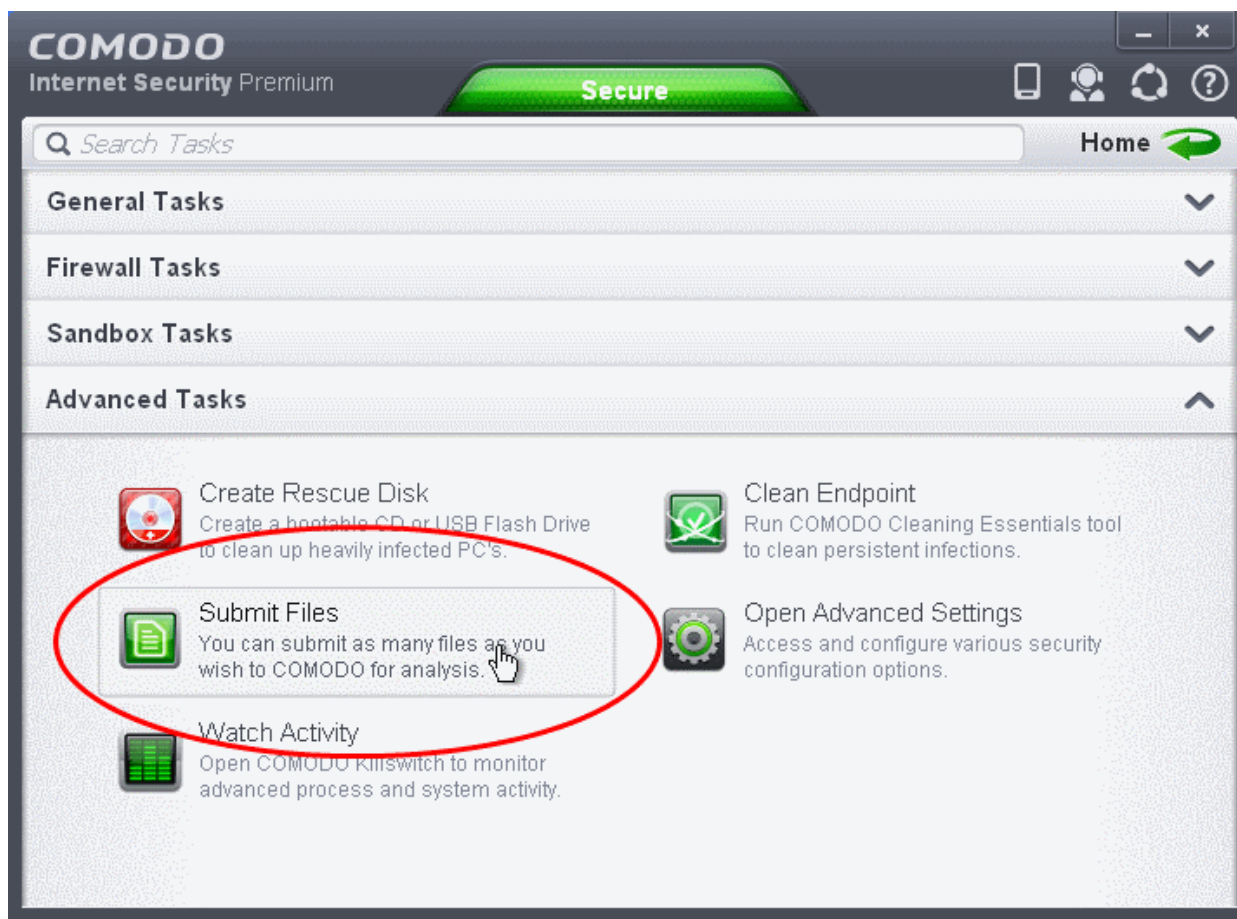 COMODO
Internet Security Premium
Secure
Search Tasks
Home
General Tasks
Firewall Tasks
Sandbox Tasks
Advanced Tasks
Create Rescue Disk
Create a bootable CD or USB Flash Drive
to clean up heavily infected PC's.
Clean Endpoint
Run COMODO Cleaning Essentials tool
to clean persistent infections.
Submit Files
You can submit as many files as you
wish to COMODO for analysis.
Open Advanced Settings
Access and configure various security
configuration options.
Watch Activity
Open COMODO Killswitch to monitor
advanced process and system activity.